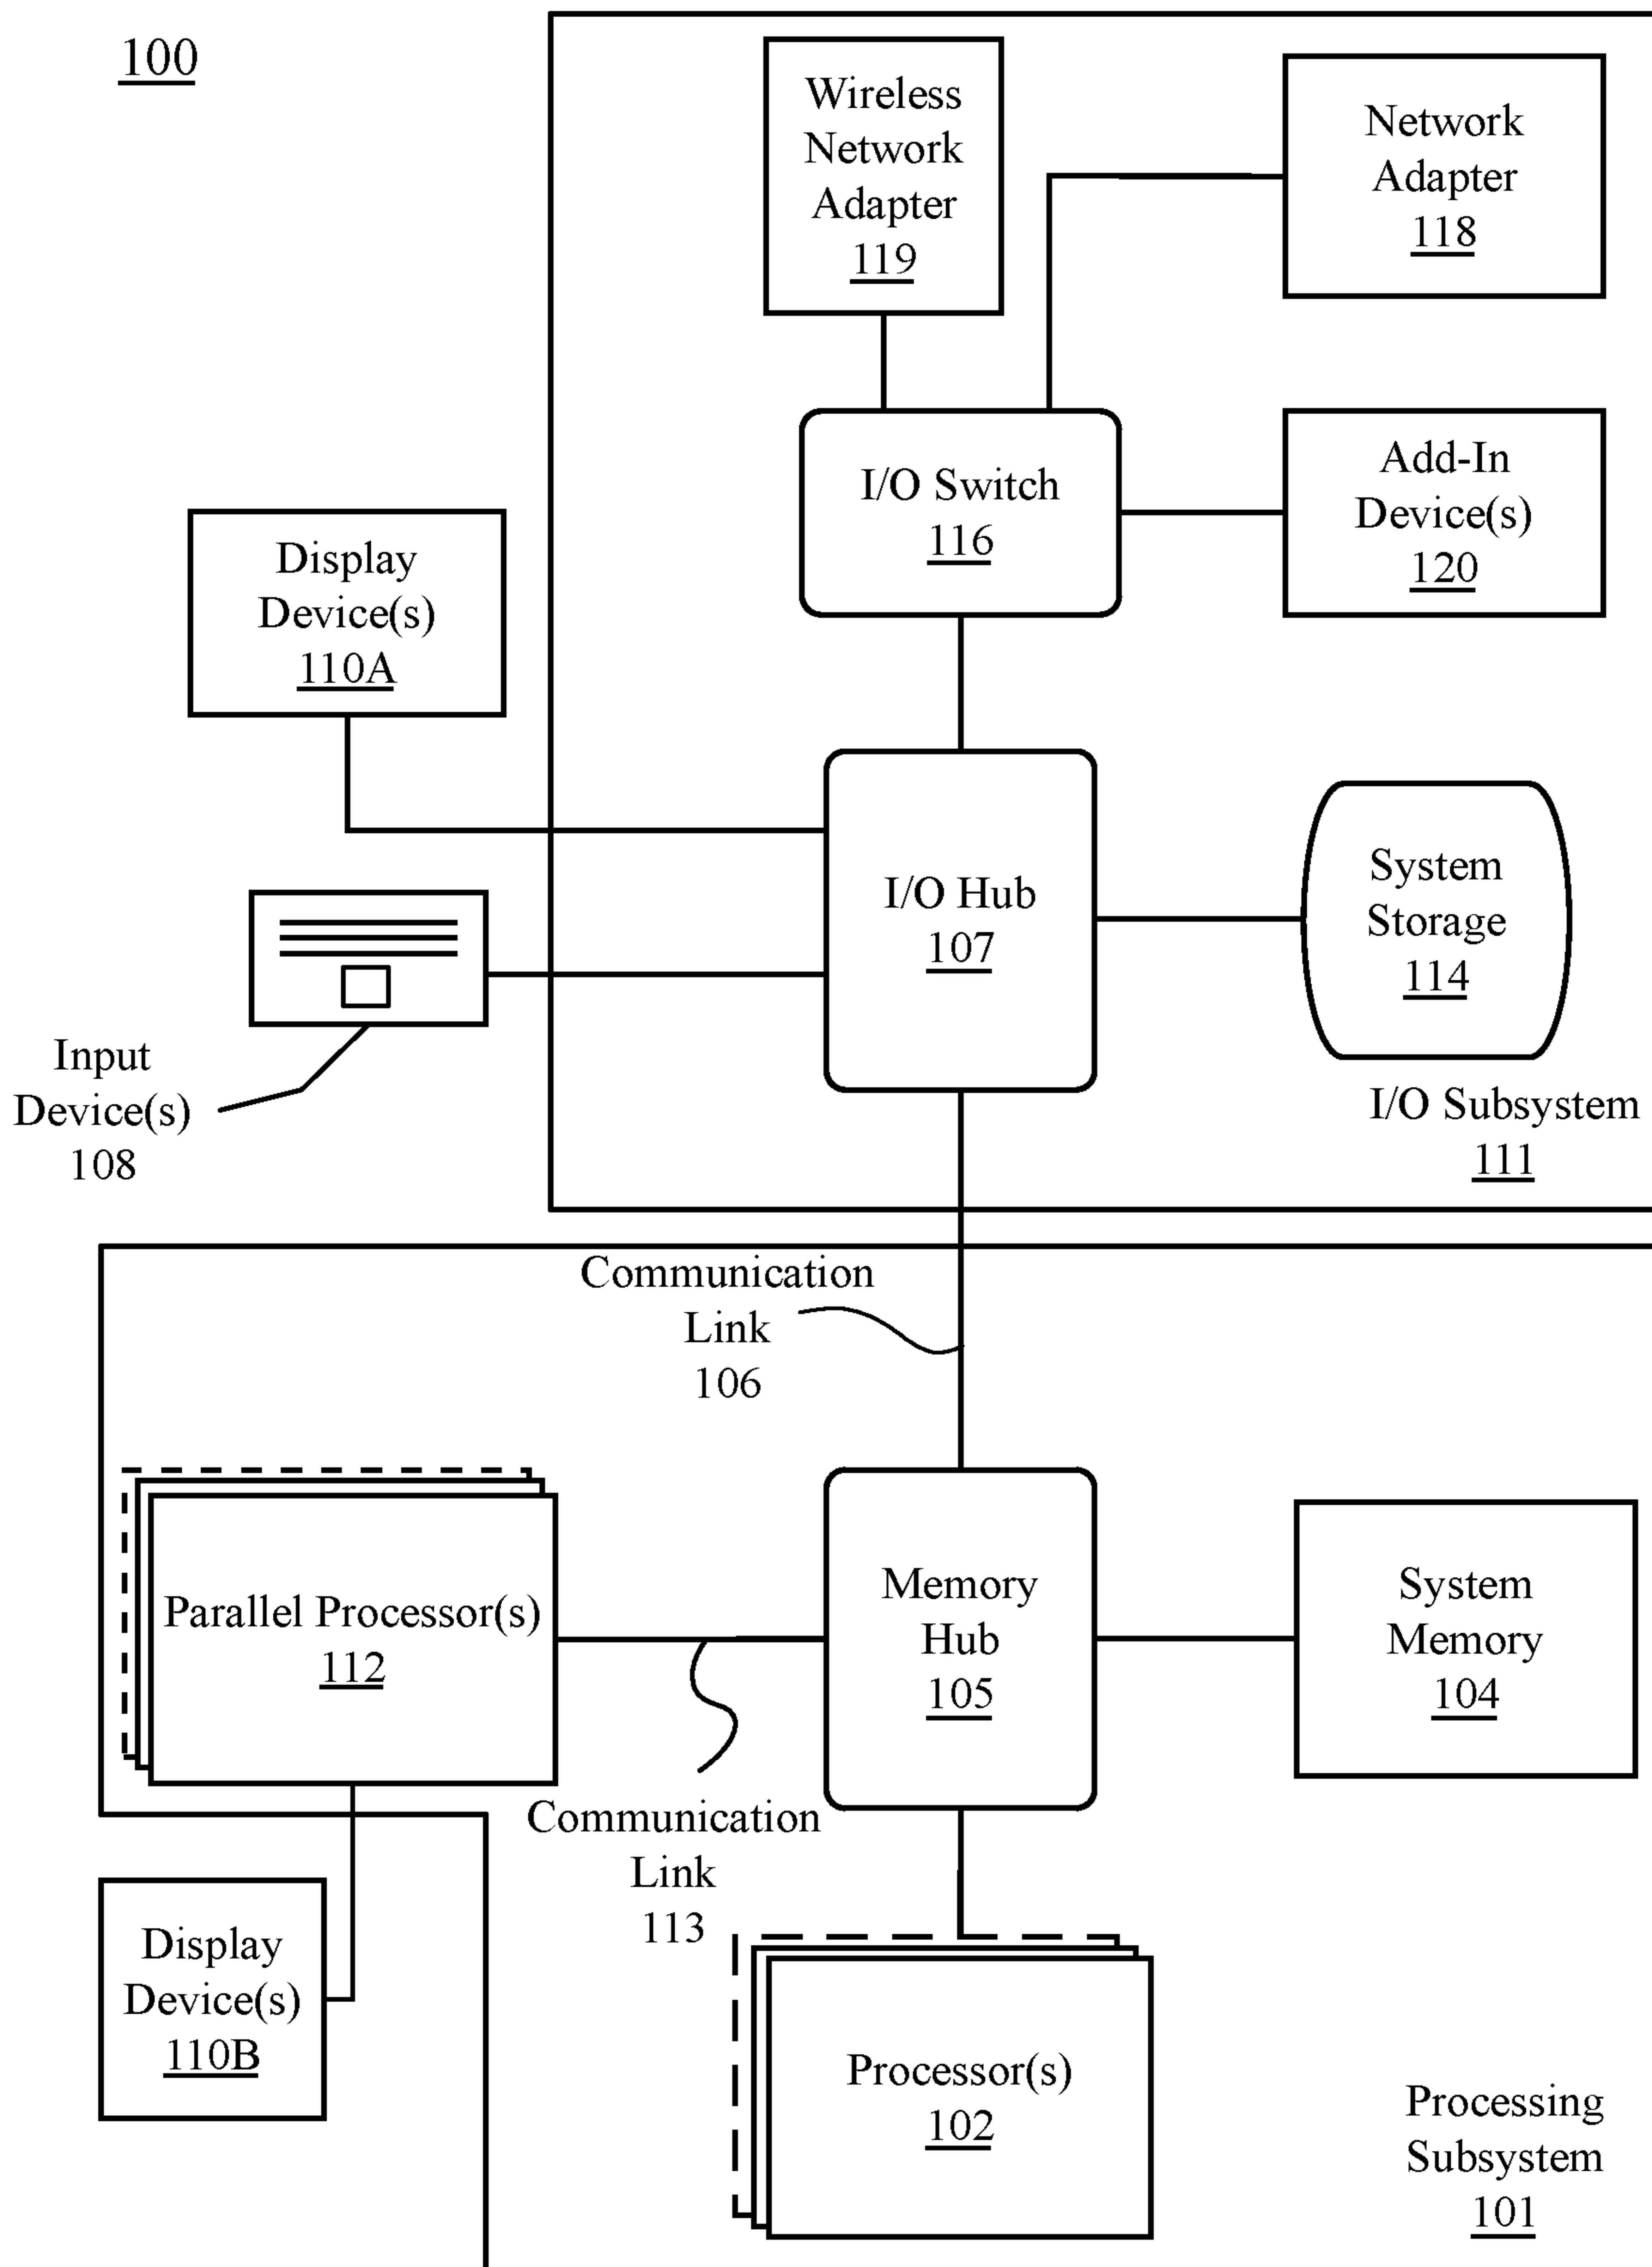 100
Wireless
Network
Adapter
119
Network
Adapter
118
I/O Switch
116
Add-In
Device(s)
120
Display
Device(s)
110A
I/O Hub
107
System
Storage
114
Input
Device(s)
108
I/O Subsystem
111
Communication
Link
106
Parallel Processor(s)
112
Memory
Hub
105
System
Memory
104
Communication
Link
113
Display
Device(s)
110B
Processor(s)
102
Processing
Subsystem
101